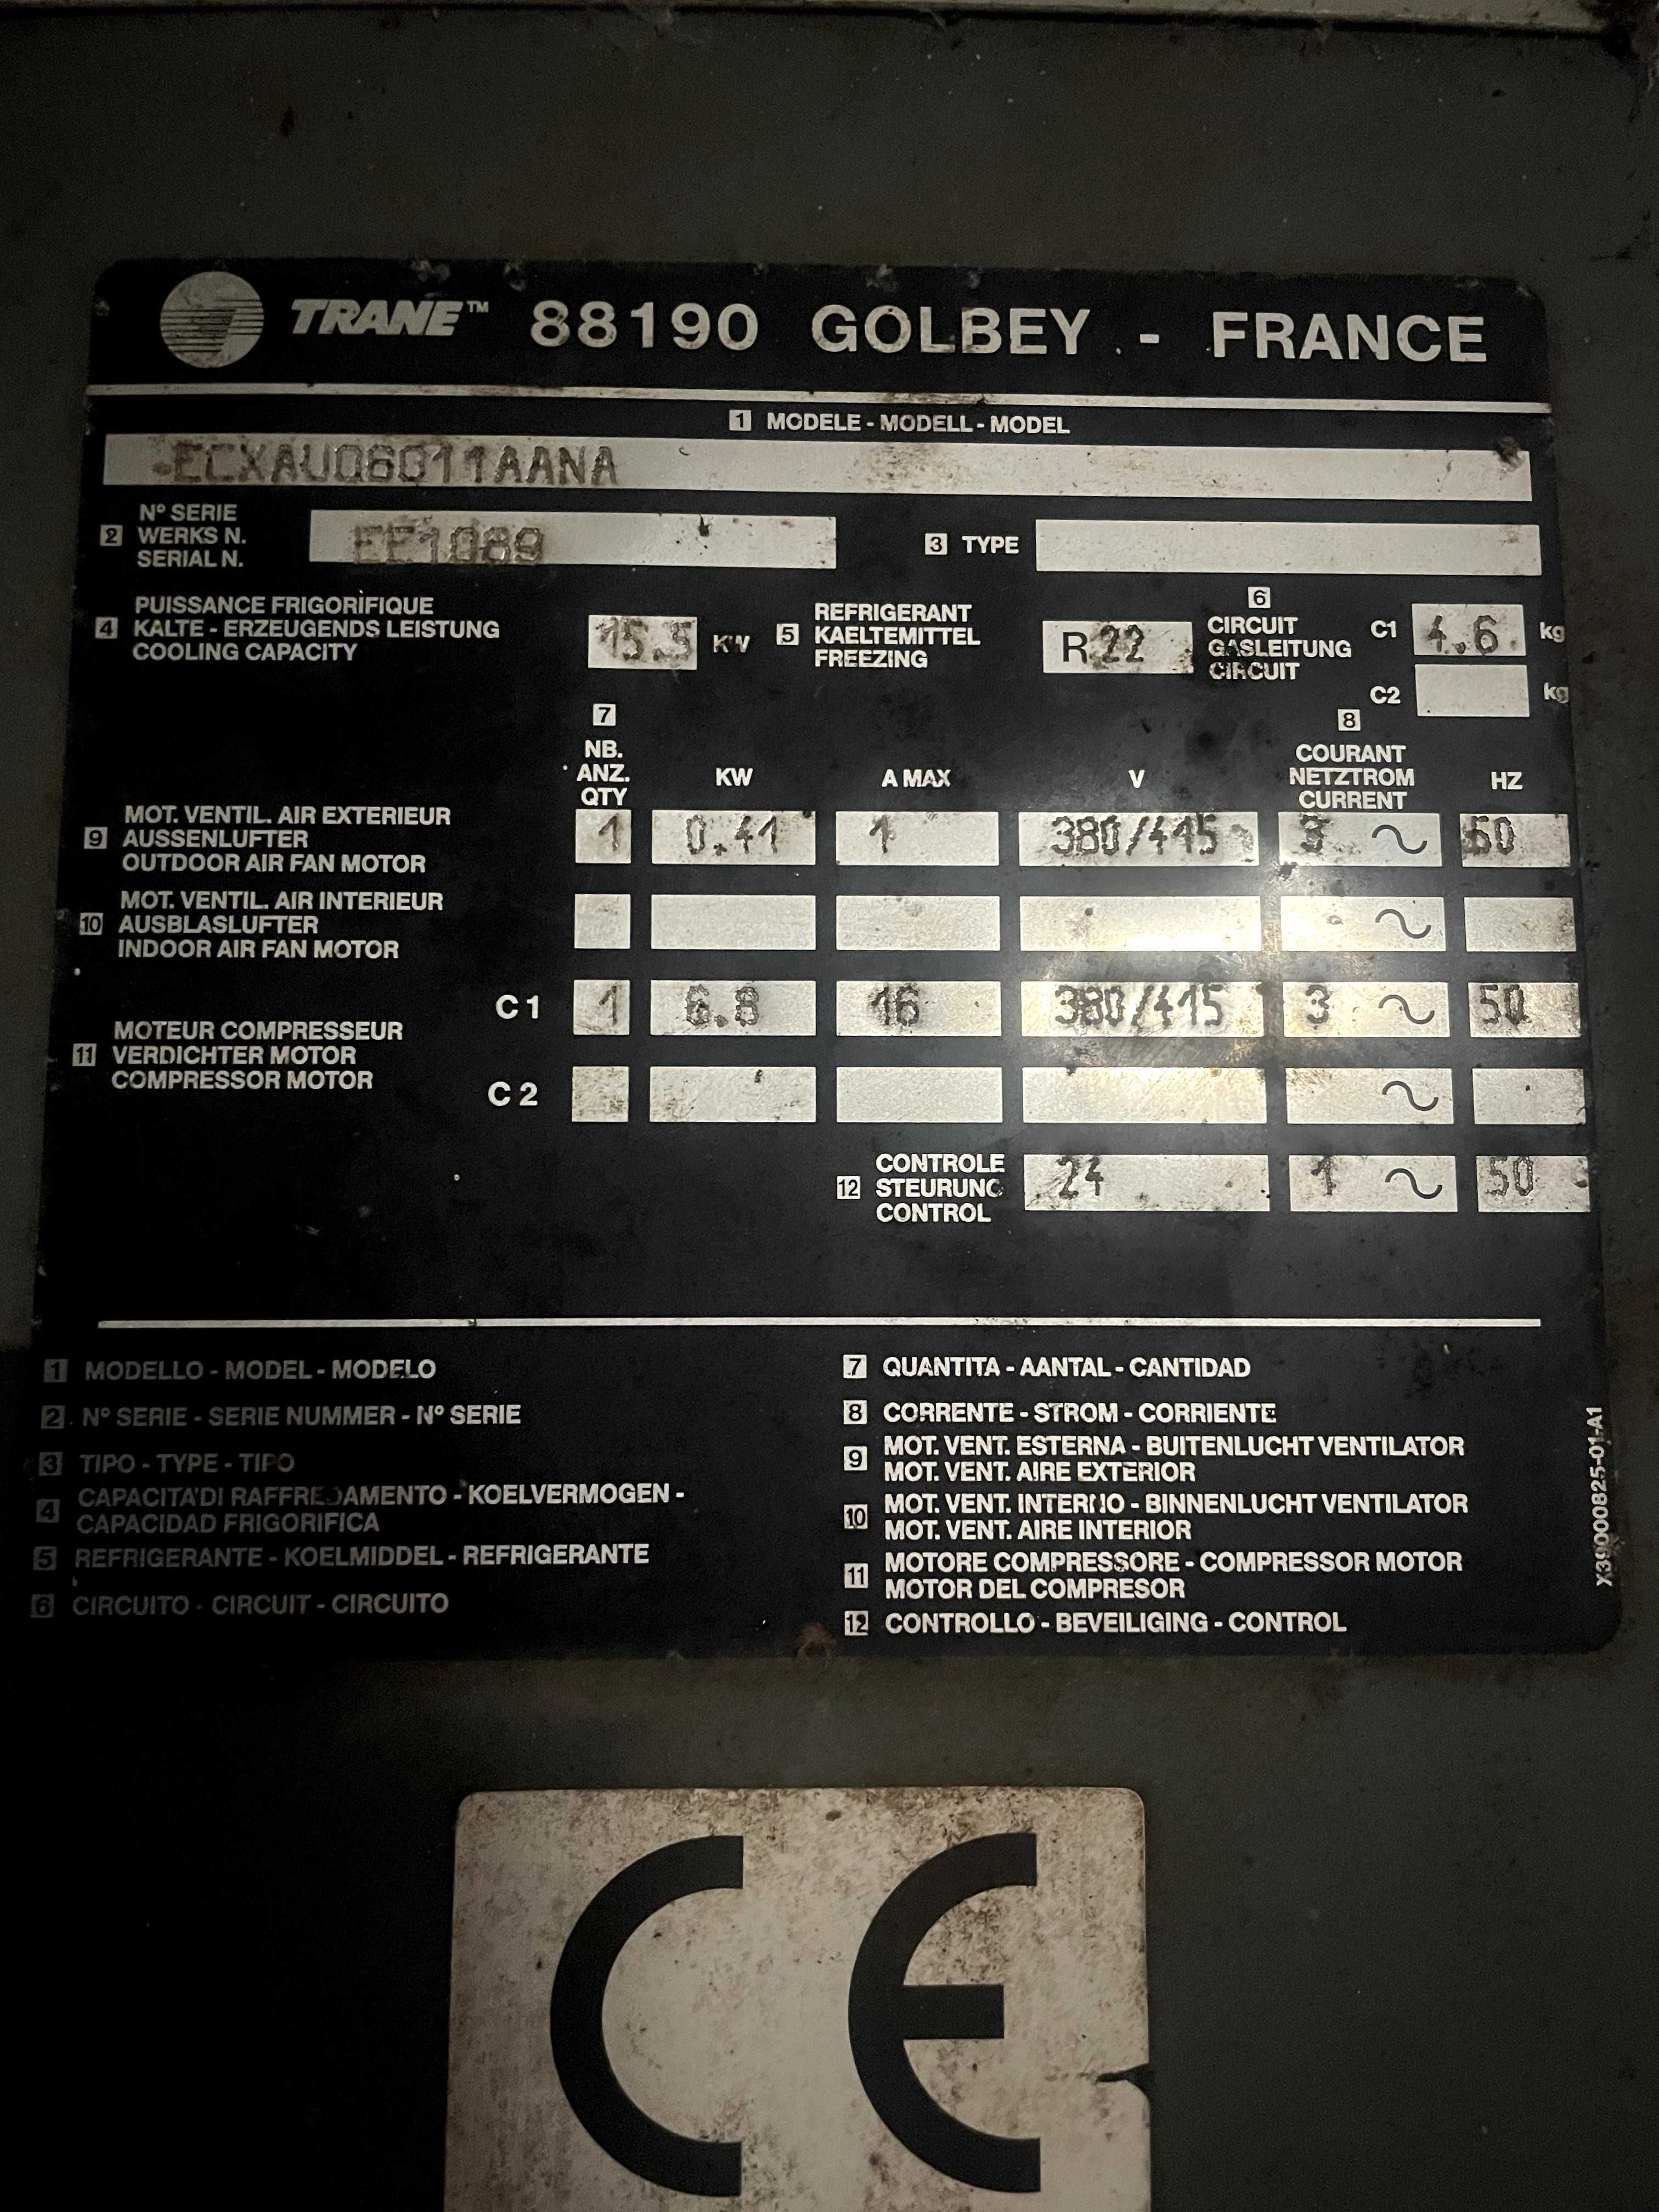 TRANE™ 88190 GOLBEY - FRANCE
1 MODELE - MODELL - MODEL
ECXAU06011AANA
2 N° SERIE
WERKS N.
SERIAL N.
EE1089
3 TYPE
4 PUISSANCE FRIGORIFIQUE
KALTE - ERZEUGENDS LEISTUNG
COOLING CAPACITY
15.5 KW
5 REFRIGERANT
KAELTEMITTEL
FREEZING
R 22
6
CIRCUIT
GASLEITUNG
CIRCUIT
C1 4.6 kg
C2 kg
7
NB.
ANZ.
QTY
KW
A MAX
V
8
COURANT
NETZTROM
CURRENT
HZ
9 MOT. VENTIL. AIR EXTERIEUR
AUSSENLUFTER
OUTDOOR AIR FAN MOTOR
1 0.41 1 380/415 3 ~ 50
10 MOT. VENTIL. AIR INTERIEUR
AUSBLASLUFTER
INDOOR AIR FAN MOTOR
~
11 MOTEUR COMPRESSEUR
VERDICHTER MOTOR
COMPRESSOR MOTOR
C1 1 6.8 16 380/415 3 ~ 50
C2 ~
12 CONTROLE
STEURUNG
CONTROL
24 1 ~ 50
1 MODELLO - MODEL - MODELO
2 N° SERIE - SERIE NUMMER - N° SERIE
3 TIPO - TYPE - TIPO
4 CAPACITA'DI RAFFREDAMENTO - KOELVERMOGEN -
CAPACIDAD FRIGORIFICA
5 REFRIGERANTE - KOELMIDDEL - REFRIGERANTE
6 CIRCUITO - CIRCUIT - CIRCUITO
7 QUANTITA - AANTAL - CANTIDAD
8 CORRENTE - STROM - CORRIENTE
9 MOT. VENT. ESTERNA - BUITENLUCHT VENTILATOR
MOT. VENT. AIRE EXTERIOR
10 MOT. VENT. INTERNO - BINNENLUCHT VENTILATOR
MOT. VENT. AIRE INTERIOR
11 MOTORE COMPRESSORE - COMPRESSOR MOTOR
MOTOR DEL COMPRESOR
12 CONTROLLO - BEVEILIGING - CONTROL
X39000825-01-A1
CE